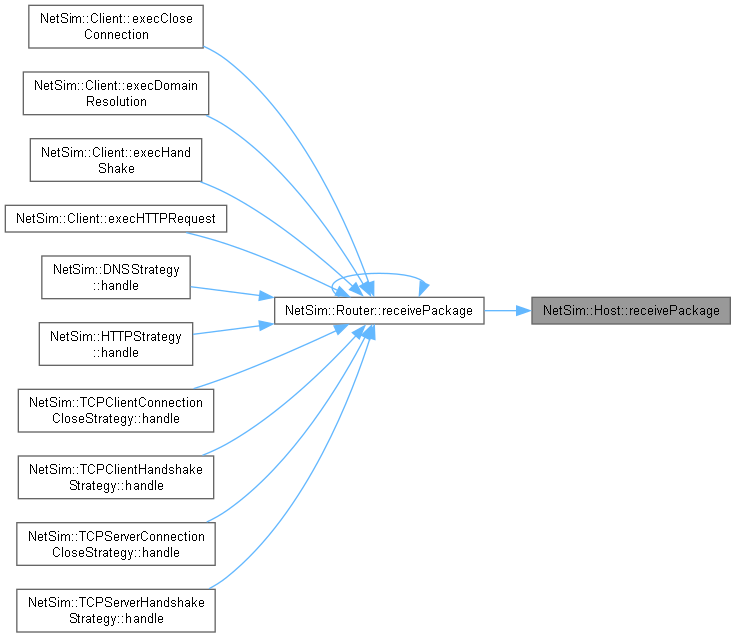 NetSim::Client::execClose
Connection
NetSim::Client::execDomain
Resolution
NetSim::Client::execHand
Shake
NetSim::Client::execHTTPRequest
NetSim::DNSStrategy
::handle
NetSim::Router::receivePackage
NetSim::Host::receivePackage
NetSim::HTTPStrategy
::handle
NetSim::TCPClientConnection
CloseStrategy::handle
NetSim::TCPClientHandshake
Strategy::handle
NetSim::TCPServerConnection
CloseStrategy::handle
NetSim::TCPServerHandshake
Strategy::handle